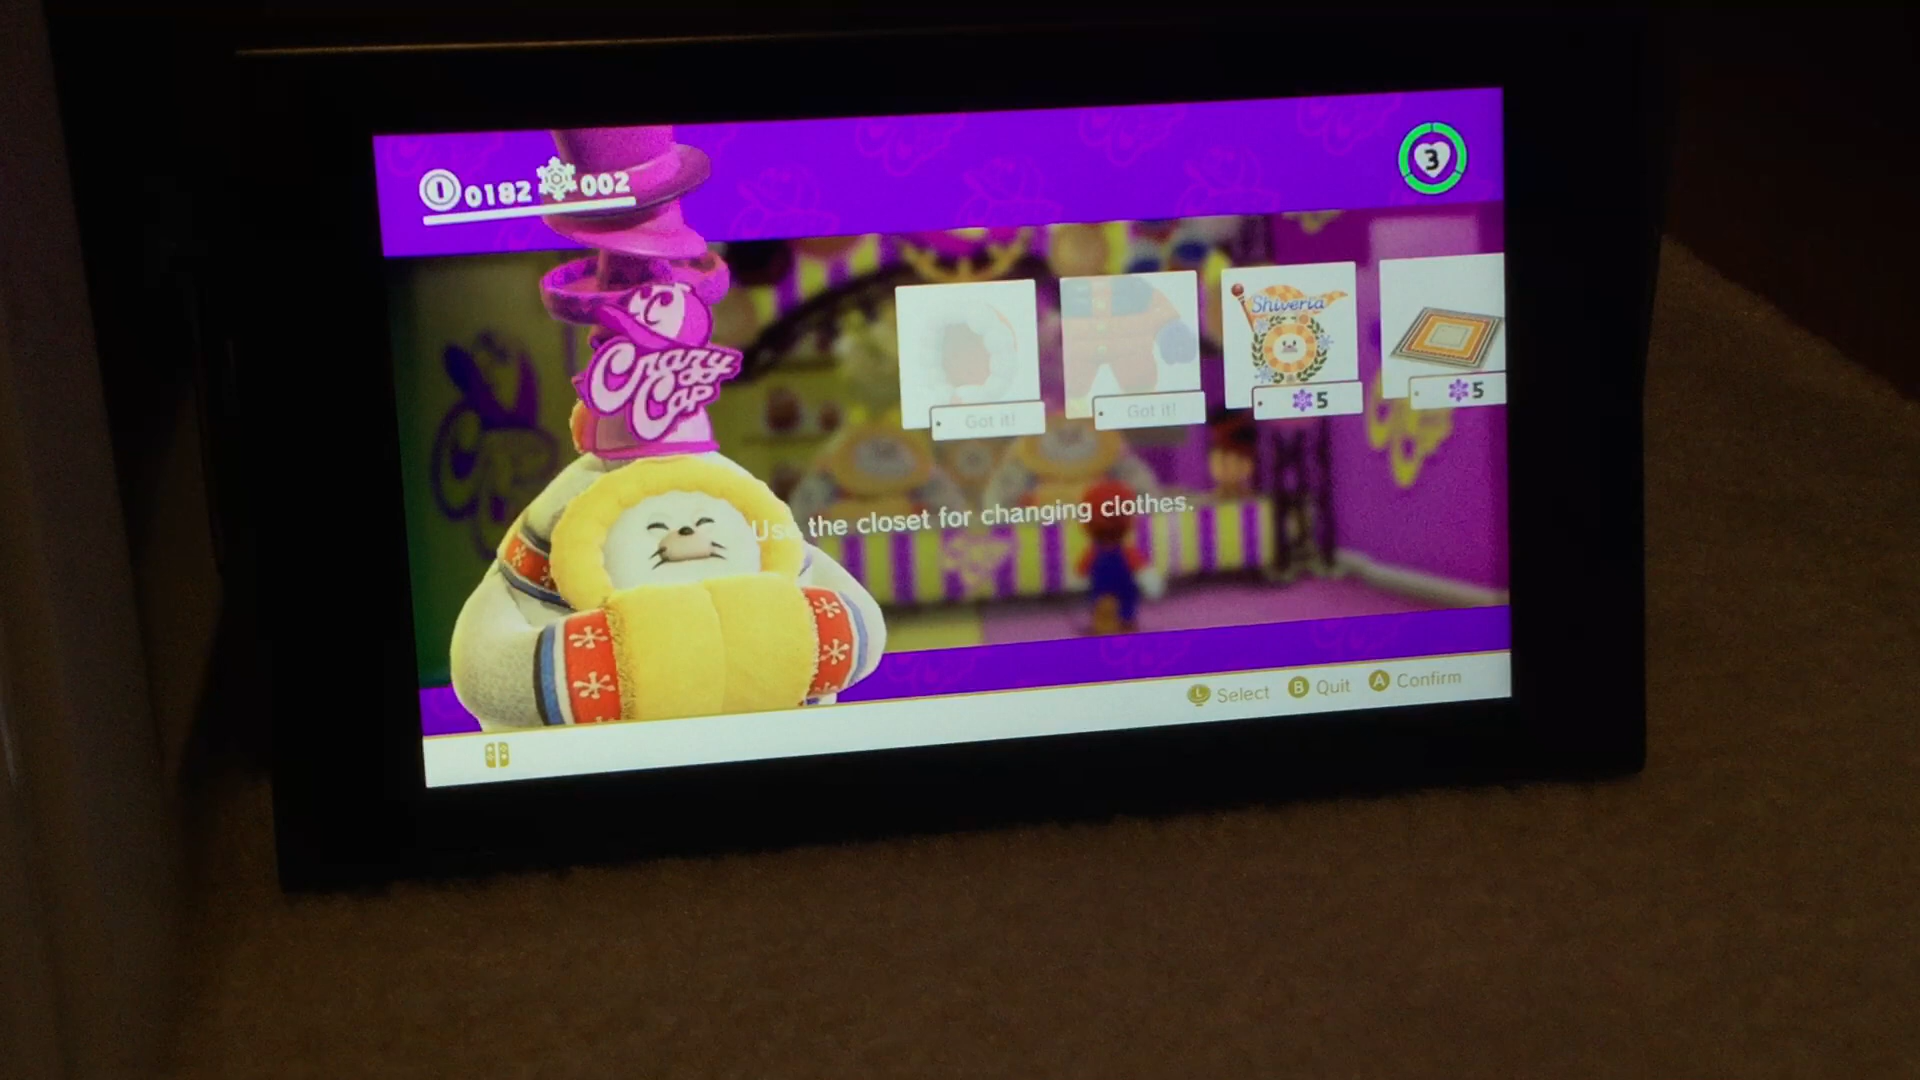 0182 002
3
Crazy
Cap
Shiveria
Got it!
Got it!
5
5
Use the closet for changing clothes.
L Select B Quit A Confirm